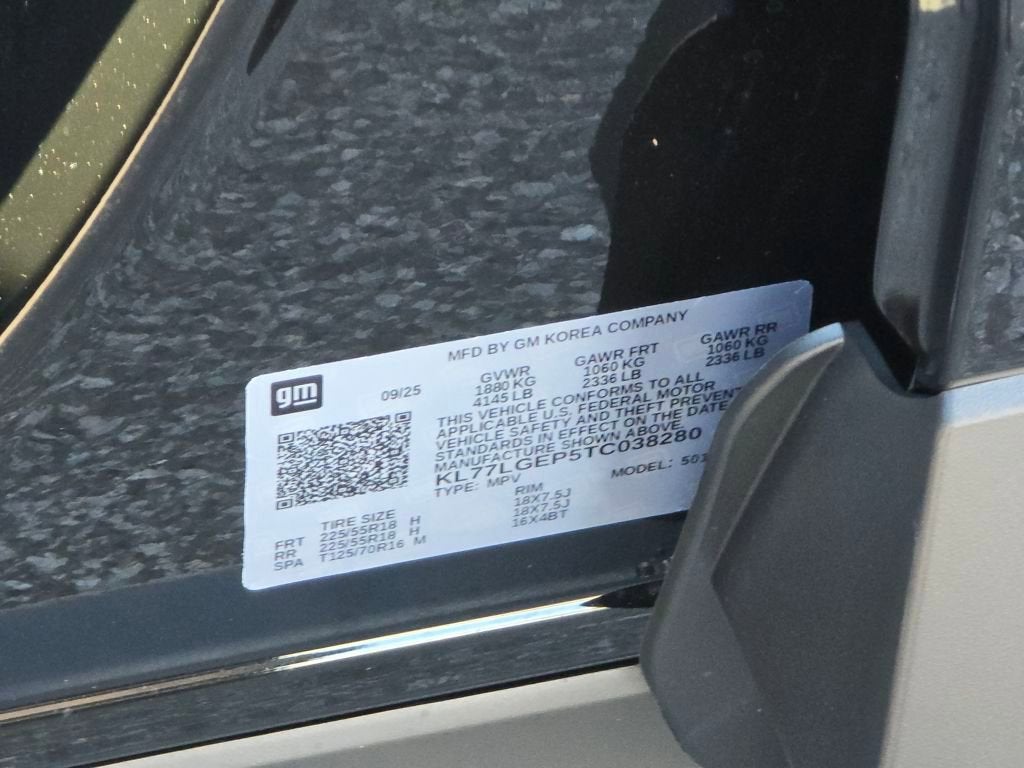 MFD BY GM KOREA COMPANY
gm
09/25
GVWR GAWR FRT GAWR RR
1880 KG 1060 KG 1060 KG
4145 LB 2336 LB 2336 LB
THIS VEHICLE CONFORMS TO ALL
APPLICABLE U.S. FEDERAL MOTOR
VEHICLE SAFETY AND THEFT PREVENT
STANDARDS IN EFFECT ON THE DATE
MANUFACTURE SHOWN ABOVE.
KL77LGEP5TC038280
TYPE: MPV MODEL: 501
TIRE SIZE RIM
FRT 225/55R18 H 18X7.5J
RR 225/55R18 H 18X7.5J
SPA T125/70R16 M 16X4BT